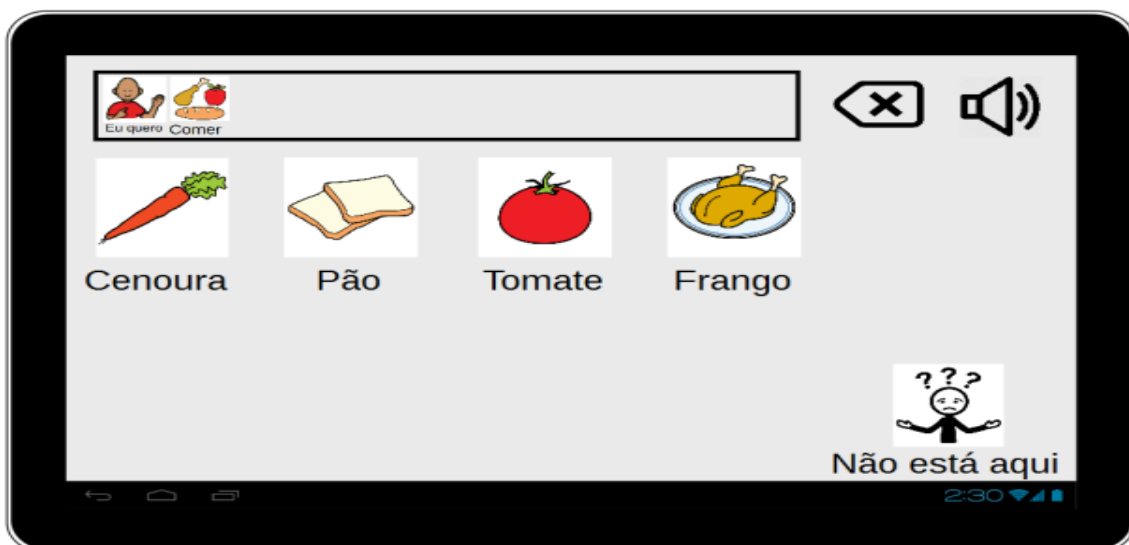 Eu quero Comer
Cenoura Pão Tomate Frango
? ? ?
Não está aqui
2:30